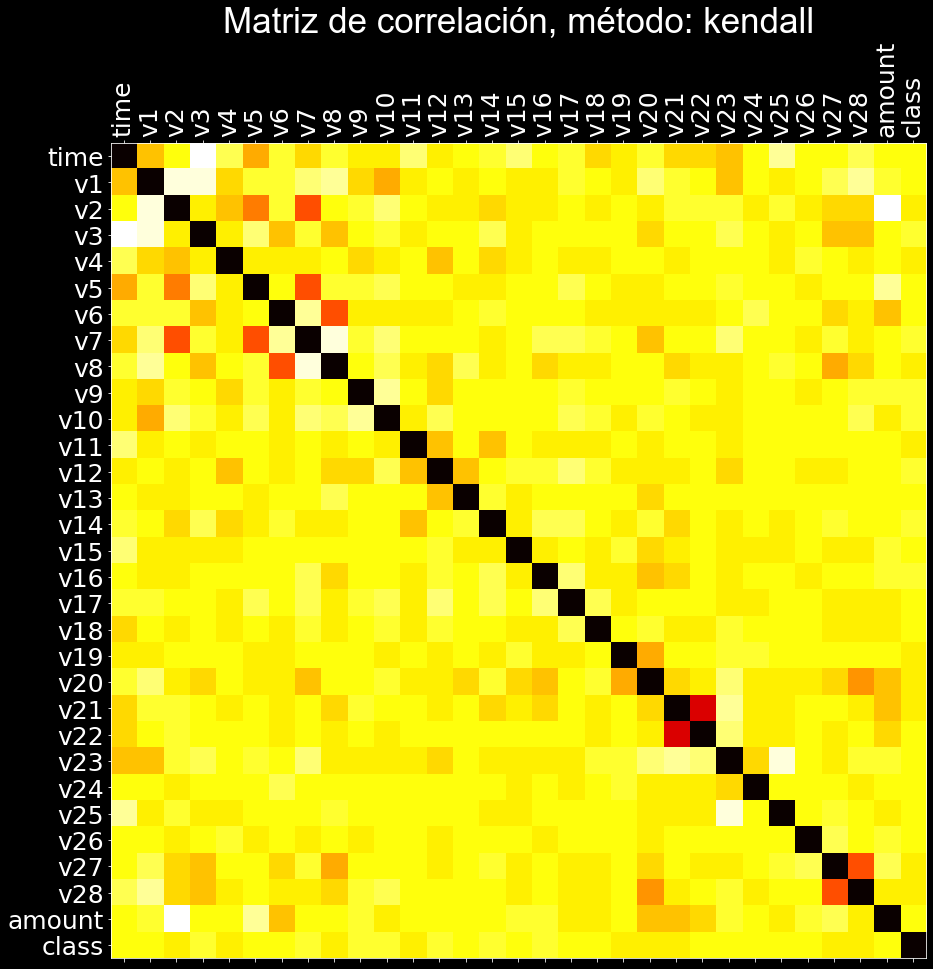 Matriz de correlación, método: kendall
time v1 v2 v3 v4 v5 v6 v7 v8 v9 v10 v11 v12 v13 v14 v15 v16 v17 v18 v19 v20 v21 v22 v23 v24 v25 v26 v27 v28 amount class
time
v1
v2
v3
v4
v5
v6
v7
v8
v9
v10
v11
v12
v13
v14
v15
v16
v17
v18
v19
v20
v21
v22
v23
v24
v25
v26
v27
v28
amount
class